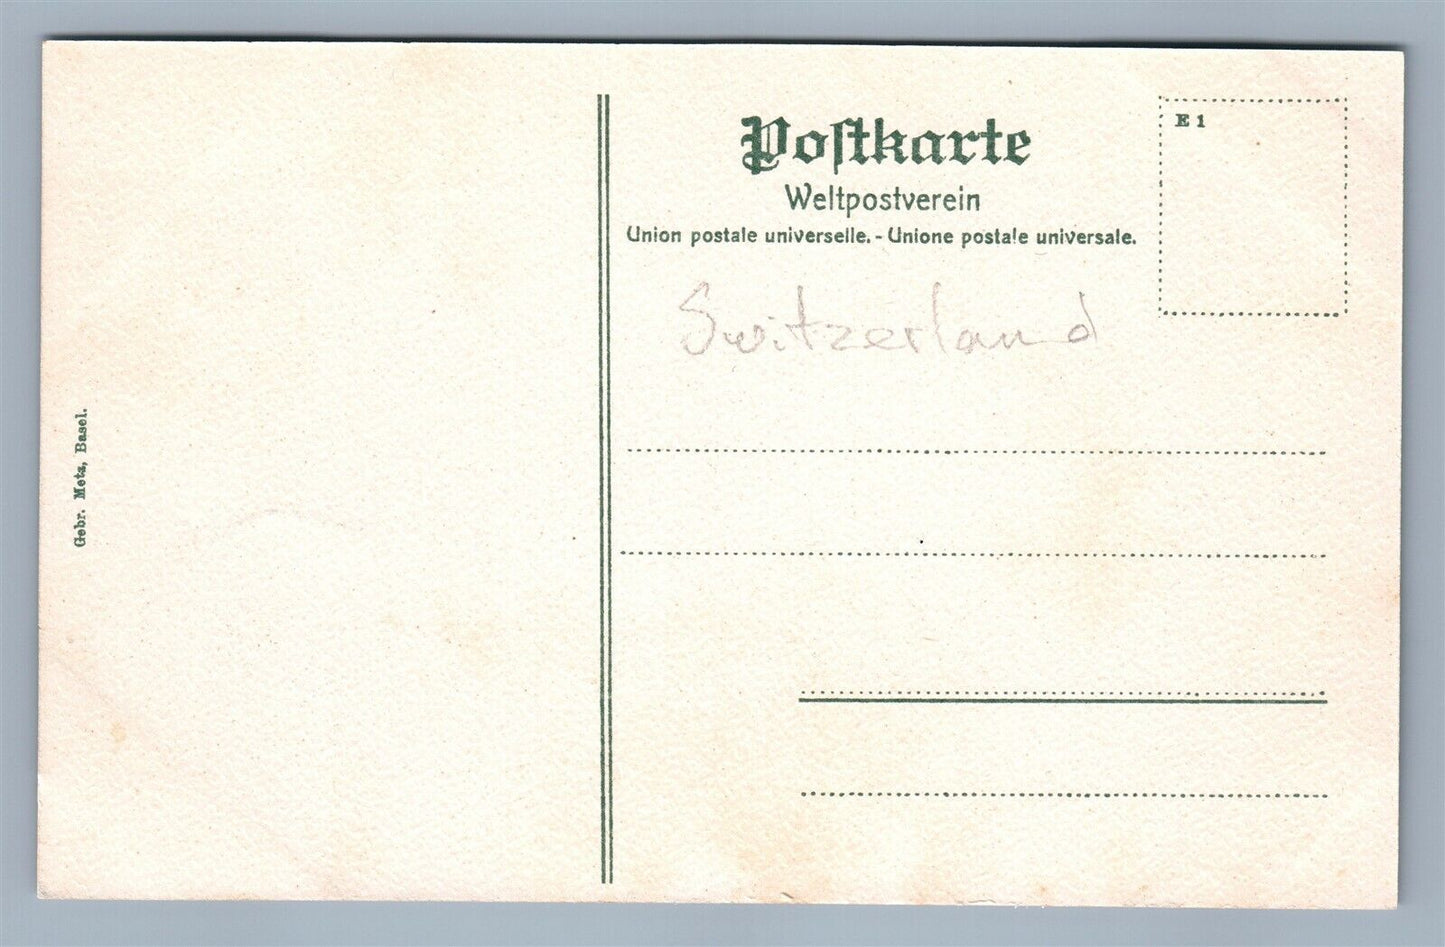 Postkarte
Weltpostverein
Union postale universelle. - Unione postale universale.
E 1
Switzerland
Gebr. Metz, Basel.